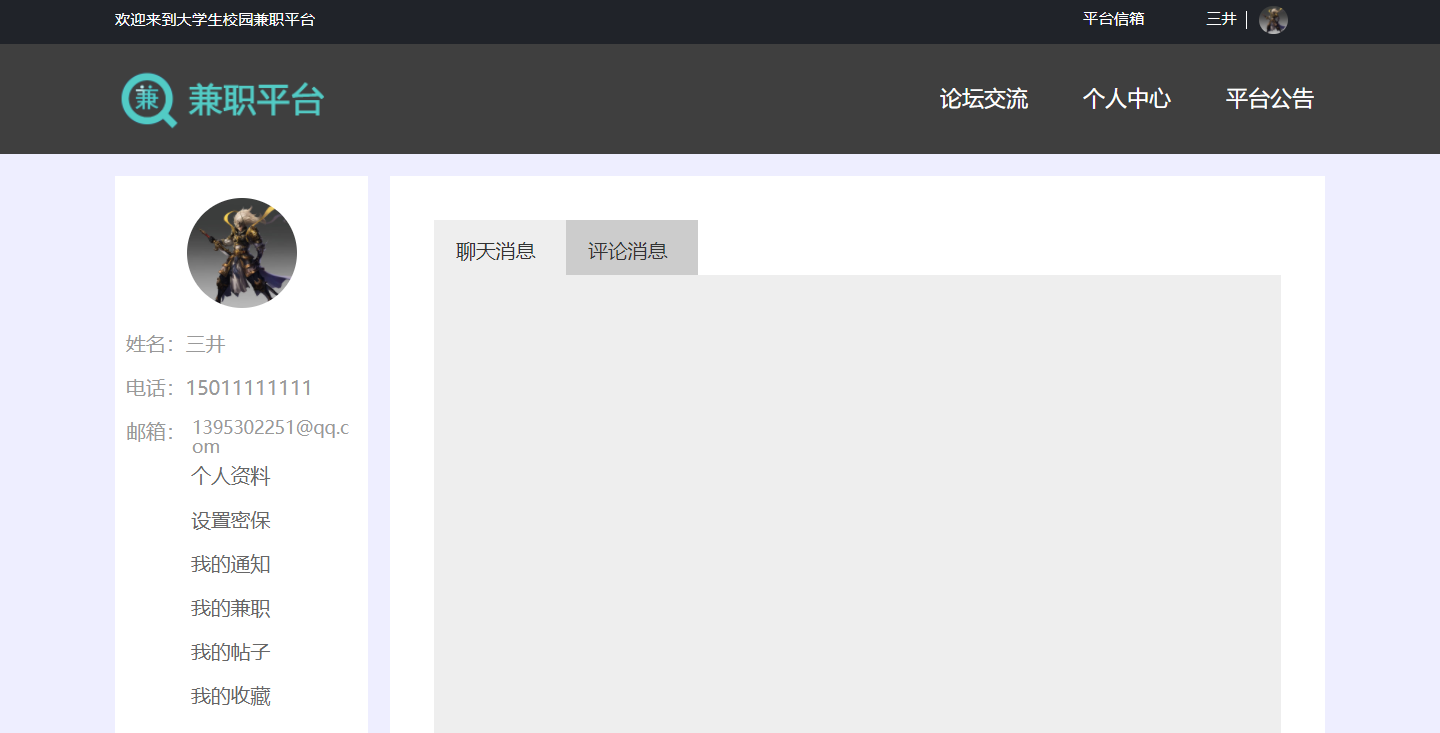 欢迎来到大学生校园兼职平台
平台信箱
三井
兼 兼职平台
论坛交流
个人中心
平台公告
姓名：三井
电话：15011111111
邮箱：1395302251@qq.c
om
个人资料
设置密保
我的通知
我的兼职
我的帖子
我的收藏
聊天消息
评论消息